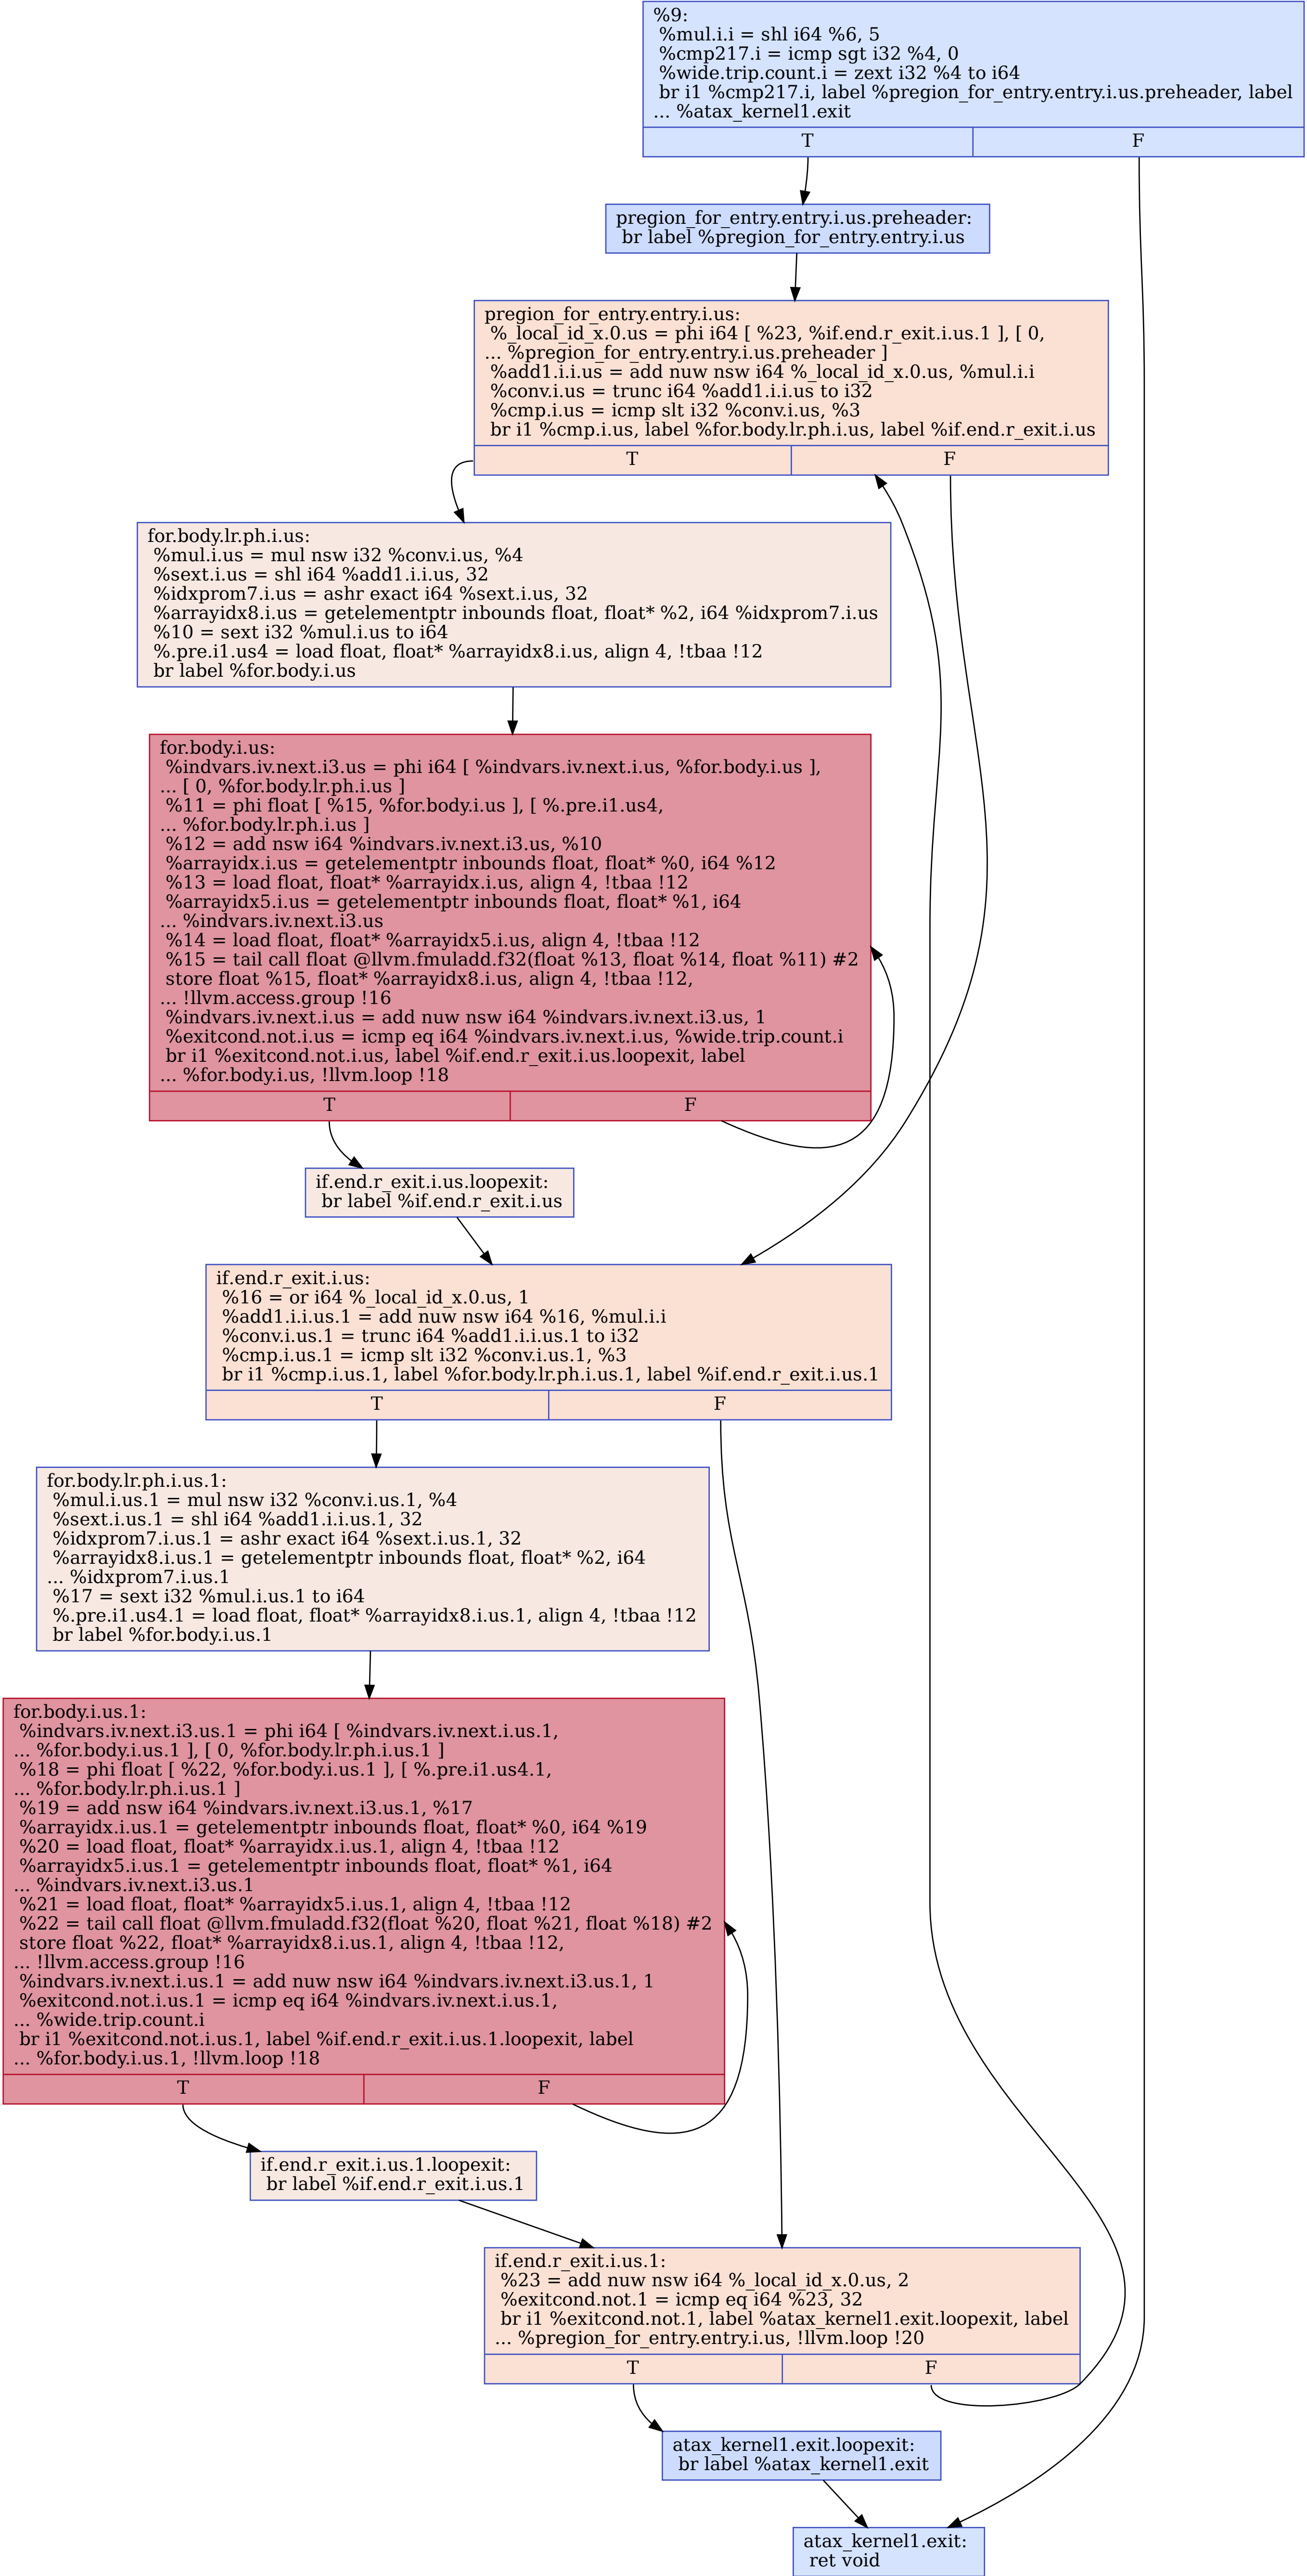 %9:
%mul.i.i = shl i64 %6, 5
%cmp217.i = icmp sgt i32 %4, 0
%wide.trip.count.i = zext i32 %4 to i64
br i1 %cmp217.i, label %pregion_for_entry.entry.i.us.preheader, label
... %atax_kernel1.exit
T
F
pregion_for_entry.entry.i.us.preheader:
br label %pregion_for_entry.entry.i.us
pregion_for_entry.entry.i.us:
%_local_id_x.0.us = phi i64 [ %23, %if.end.r_exit.i.us.1 ], [ 0,
... %pregion_for_entry.entry.i.us.preheader ]
%add1.i.i.us = add nuw nsw i64 %_local_id_x.0.us, %mul.i.i
%conv.i.us = trunc i64 %add1.i.i.us to i32
%cmp.i.us = icmp slt i32 %conv.i.us, %3
br i1 %cmp.i.us, label %for.body.lr.ph.i.us, label %if.end.r_exit.i.us
T
F
for.body.lr.ph.i.us:
%mul.i.us = mul nsw i32 %conv.i.us, %4
%sext.i.us = shl i64 %add1.i.i.us, 32
%idxprom7.i.us = ashr exact i64 %sext.i.us, 32
%arrayidx8.i.us = getelementptr inbounds float, float* %2, i64 %idxprom7.i.us
%10 = sext i32 %mul.i.us to i64
%.pre.i1.us4 = load float, float* %arrayidx8.i.us, align 4, !tbaa !12
br label %for.body.i.us
for.body.i.us:
%indvars.iv.next.i3.us = phi i64 [ %indvars.iv.next.i.us, %for.body.i.us ],
... [ 0, %for.body.lr.ph.i.us ]
%11 = phi float [ %15, %for.body.i.us ], [ %.pre.i1.us4,
... %for.body.lr.ph.i.us ]
%12 = add nsw i64 %indvars.iv.next.i3.us, %10
%arrayidx.i.us = getelementptr inbounds float, float* %0, i64 %12
%13 = load float, float* %arrayidx.i.us, align 4, !tbaa !12
%arrayidx5.i.us = getelementptr inbounds float, float* %1, i64
... %indvars.iv.next.i3.us
%14 = load float, float* %arrayidx5.i.us, align 4, !tbaa !12
%15 = tail call float @llvm.fmuladd.f32(float %13, float %14, float %11) #2
store float %15, float* %arrayidx8.i.us, align 4, !tbaa !12,
... !llvm.access.group !16
%indvars.iv.next.i.us = add nuw nsw i64 %indvars.iv.next.i3.us, 1
%exitcond.not.i.us = icmp eq i64 %indvars.iv.next.i.us, %wide.trip.count.i
br i1 %exitcond.not.i.us, label %if.end.r_exit.i.us.loopexit, label
... %for.body.i.us, !llvm.loop !18
T
F
if.end.r_exit.i.us.loopexit:
br label %if.end.r_exit.i.us
if.end.r_exit.i.us:
%16 = or i64 %_local_id_x.0.us, 1
%add1.i.i.us.1 = add nuw nsw i64 %16, %mul.i.i
%conv.i.us.1 = trunc i64 %add1.i.i.us.1 to i32
%cmp.i.us.1 = icmp slt i32 %conv.i.us.1, %3
br i1 %cmp.i.us.1, label %for.body.lr.ph.i.us.1, label %if.end.r_exit.i.us.1
T
F
for.body.lr.ph.i.us.1:
%mul.i.us.1 = mul nsw i32 %conv.i.us.1, %4
%sext.i.us.1 = shl i64 %add1.i.i.us.1, 32
%idxprom7.i.us.1 = ashr exact i64 %sext.i.us.1, 32
%arrayidx8.i.us.1 = getelementptr inbounds float, float* %2, i64
... %idxprom7.i.us.1
%17 = sext i32 %mul.i.us.1 to i64
%.pre.i1.us4.1 = load float, float* %arrayidx8.i.us.1, align 4, !tbaa !12
br label %for.body.i.us.1
for.body.i.us.1:
%indvars.iv.next.i3.us.1 = phi i64 [ %indvars.iv.next.i.us.1,
... %for.body.i.us.1 ], [ 0, %for.body.lr.ph.i.us.1 ]
%18 = phi float [ %22, %for.body.i.us.1 ], [ %.pre.i1.us4.1,
... %for.body.lr.ph.i.us.1 ]
%19 = add nsw i64 %indvars.iv.next.i3.us.1, %17
%arrayidx.i.us.1 = getelementptr inbounds float, float* %0, i64 %19
%20 = load float, float* %arrayidx.i.us.1, align 4, !tbaa !12
%arrayidx5.i.us.1 = getelementptr inbounds float, float* %1, i64
... %indvars.iv.next.i3.us.1
%21 = load float, float* %arrayidx5.i.us.1, align 4, !tbaa !12
%22 = tail call float @llvm.fmuladd.f32(float %20, float %21, float %18) #2
store float %22, float* %arrayidx8.i.us.1, align 4, !tbaa !12,
... !llvm.access.group !16
%indvars.iv.next.i.us.1 = add nuw nsw i64 %indvars.iv.next.i3.us.1, 1
%exitcond.not.i.us.1 = icmp eq i64 %indvars.iv.next.i.us.1,
... %wide.trip.count.i
br i1 %exitcond.not.i.us.1, label %if.end.r_exit.i.us.1.loopexit, label
... %for.body.i.us.1, !llvm.loop !18
T
F
if.end.r_exit.i.us.1.loopexit:
br label %if.end.r_exit.i.us.1
if.end.r_exit.i.us.1:
%23 = add nuw nsw i64 %_local_id_x.0.us, 2
%exitcond.not.1 = icmp eq i64 %23, 32
br i1 %exitcond.not.1, label %atax_kernel1.exit.loopexit, label
... %pregion_for_entry.entry.i.us, !llvm.loop !20
T
F
atax_kernel1.exit.loopexit:
br label %atax_kernel1.exit
atax_kernel1.exit:
ret void